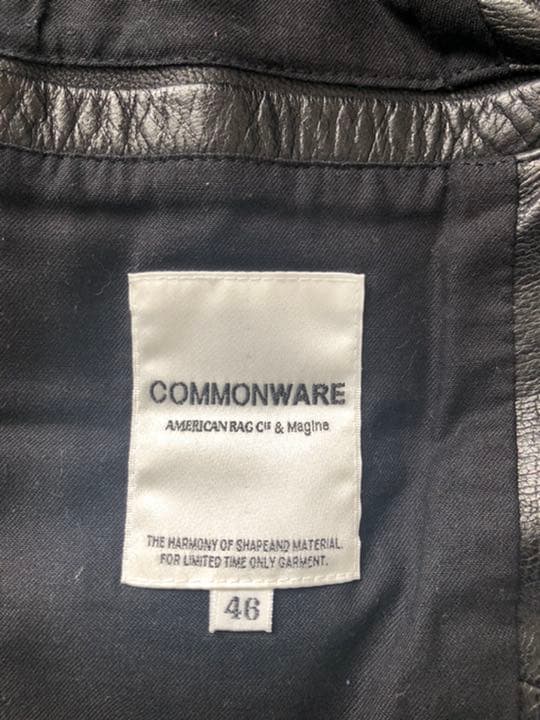 COMMONWARE
AMERICAN RAG CIE & Magine
THE HARMONY OF SHAPEAND MATERIAL.
FOR LIMITED TIME ONLY GARMENT.
46